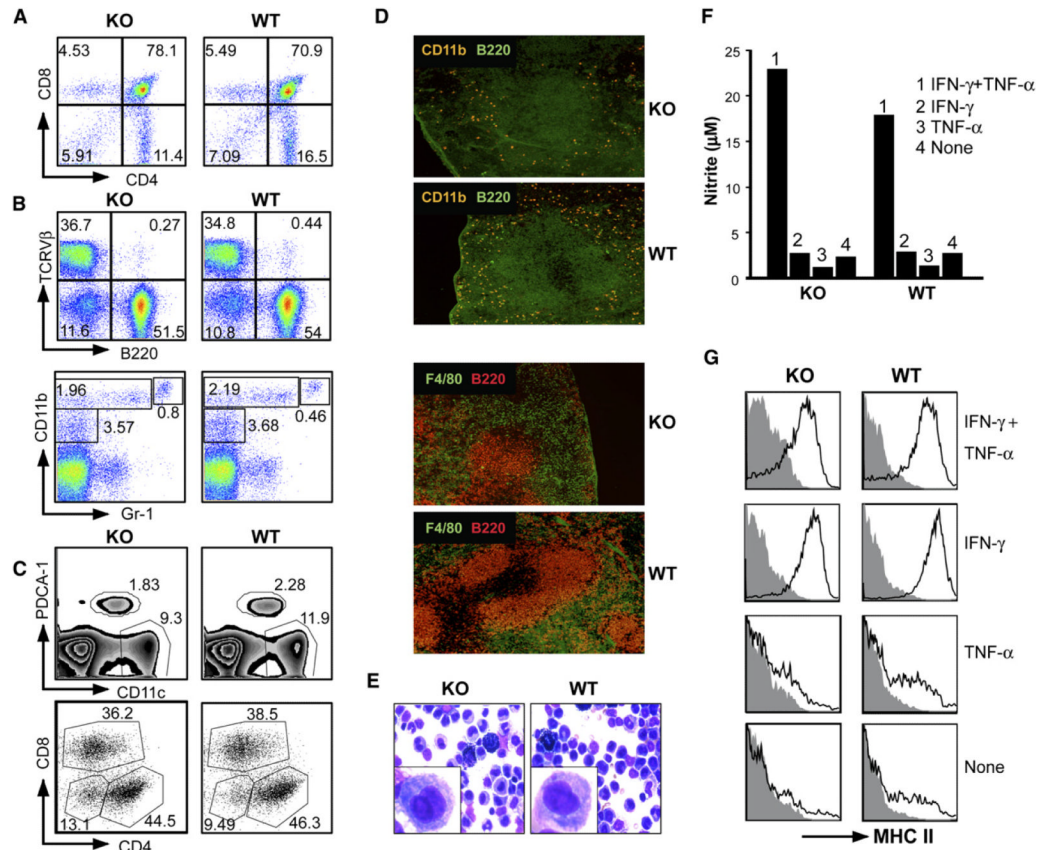 A
KO
WT
4.53 78.1
5.49 70.9
CD8
5.91 11.4
7.09 16.5
CD4
B
KO
WT
36.7 0.27
34.8 0.44
TCRVβ
11.6 51.5
10.8 54
B220
1.96
0.8
3.57
2.19
0.46
3.68
CD11b
Gr-1
C
KO
WT
1.83
9.3
2.28
11.9
PDCA-1
CD11c
36.2
38.5
CD8
13.1 44.5
9.49 46.3
CD4
D
CD11b B220
KO
CD11b B220
WT
F4/80 B220
KO
F4/80 B220
WT
E
KO
WT
F
25
20
15
10
5
0
Nitrite (μM)
1
2
3
4
1
2
3
4
KO
WT
1 IFN-γ+TNF-α
2 IFN-γ
3 TNF-α
4 None
G
KO
WT
IFN-γ +
TNF-α
IFN-γ
TNF-α
None
MHC II